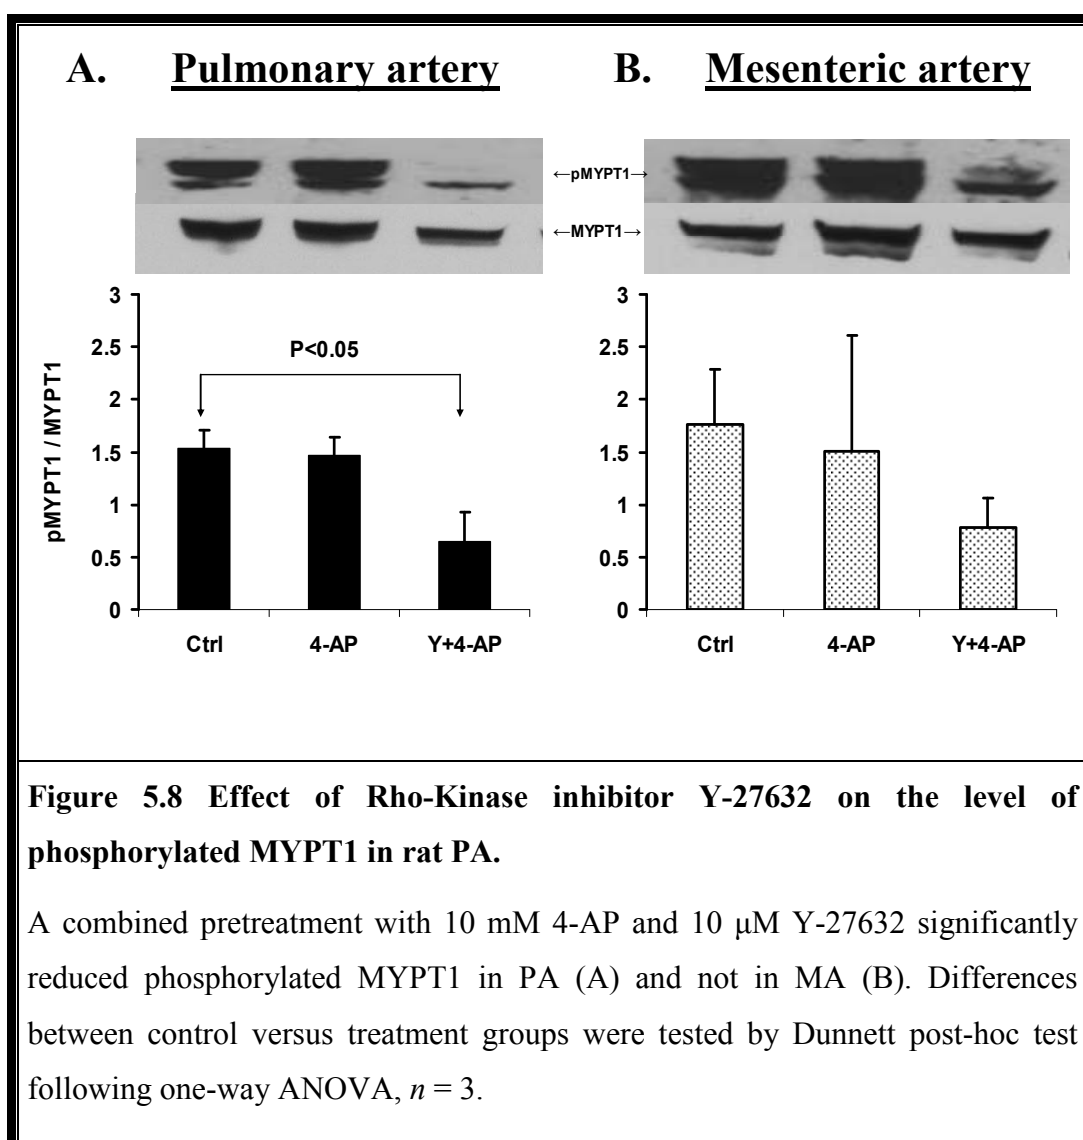 A. Pulmonary artery
B. Mesenteric artery
←pMYPT1→
←MYPT1→
3
2.5
2
1.5
1
0.5
0
pMYPT1 / MYPT1
P<0.05
Ctrl
4-AP
Y+4-AP
3
2.5
2
1.5
1
0.5
0
Ctrl
4-AP
Y+4-AP
Figure 5.8 Effect of Rho-Kinase inhibitor Y-27632 on the level of
phosphorylated MYPT1 in rat PA.
A combined pretreatment with 10 mM 4-AP and 10 μM Y-27632 significantly
reduced phosphorylated MYPT1 in PA (A) and not in MA (B). Differences
between control versus treatment groups were tested by Dunnett post-hoc test
following one-way ANOVA, n = 3.